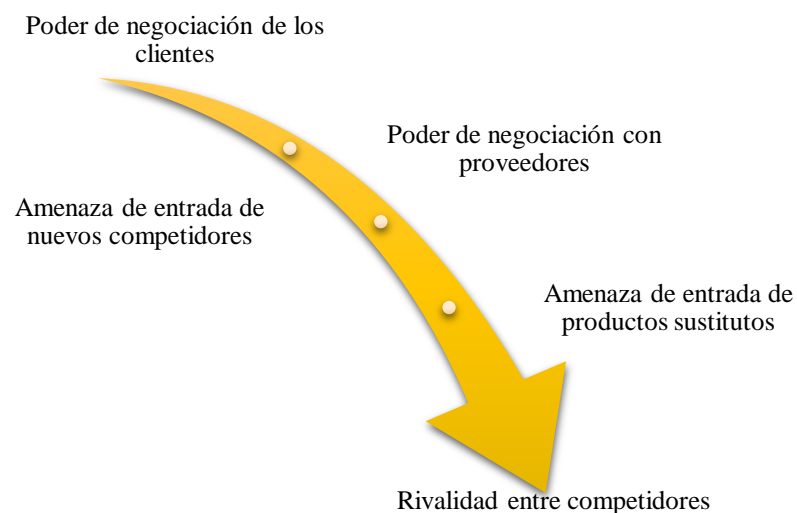 Poder de negociación de los
clientes
Poder de negociación con
proveedores
Amenaza de entrada de
nuevos competidores
Amenaza de entrada de
productos sustitutos
Rivalidad entre competidores